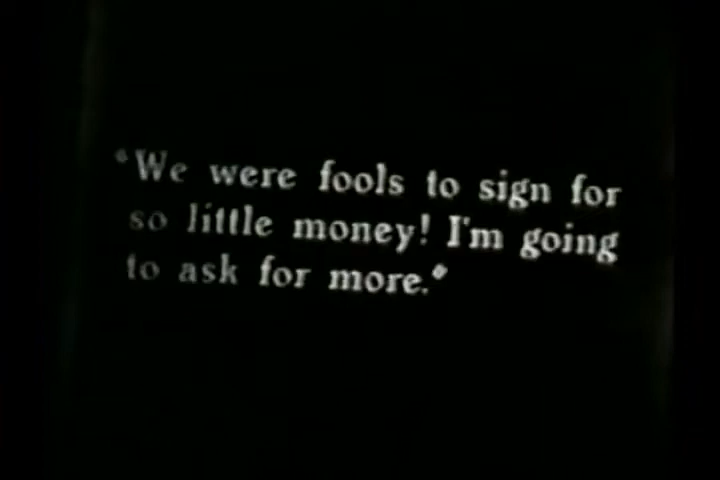 "We were fools to sign for
so little money! I'm going
to ask for more."